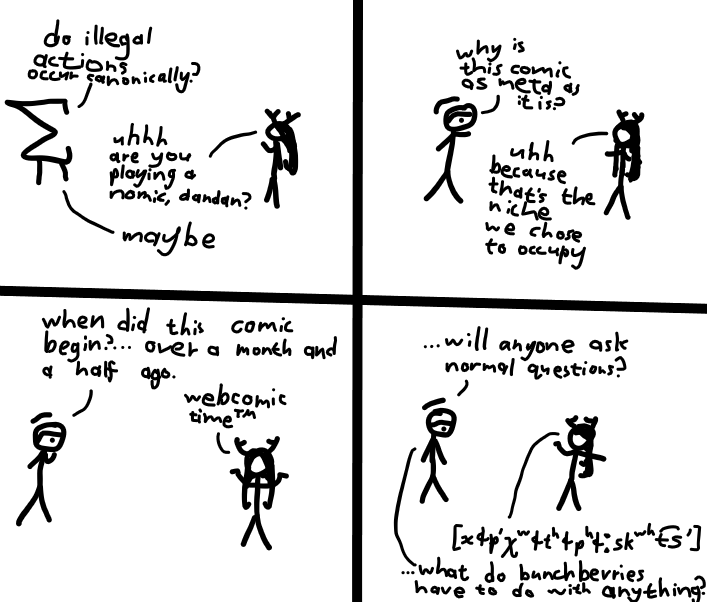 do illegal
actions
occur canonically?
uhhh
are you
playing a
nomic, dandan?
maybe
why is
this comic
as meta as
it is?
uhh
because
that's the
niche
we chose
to occupy
when did this comic
begin?... over a month and
a half ago.
webcomic
time™
...will anyone ask
normal questions?
[xɬpʼχʷɬtʰɬpʰɬːskʷʰt͡sʼ]
...what do bunchberries
have to do with anything?